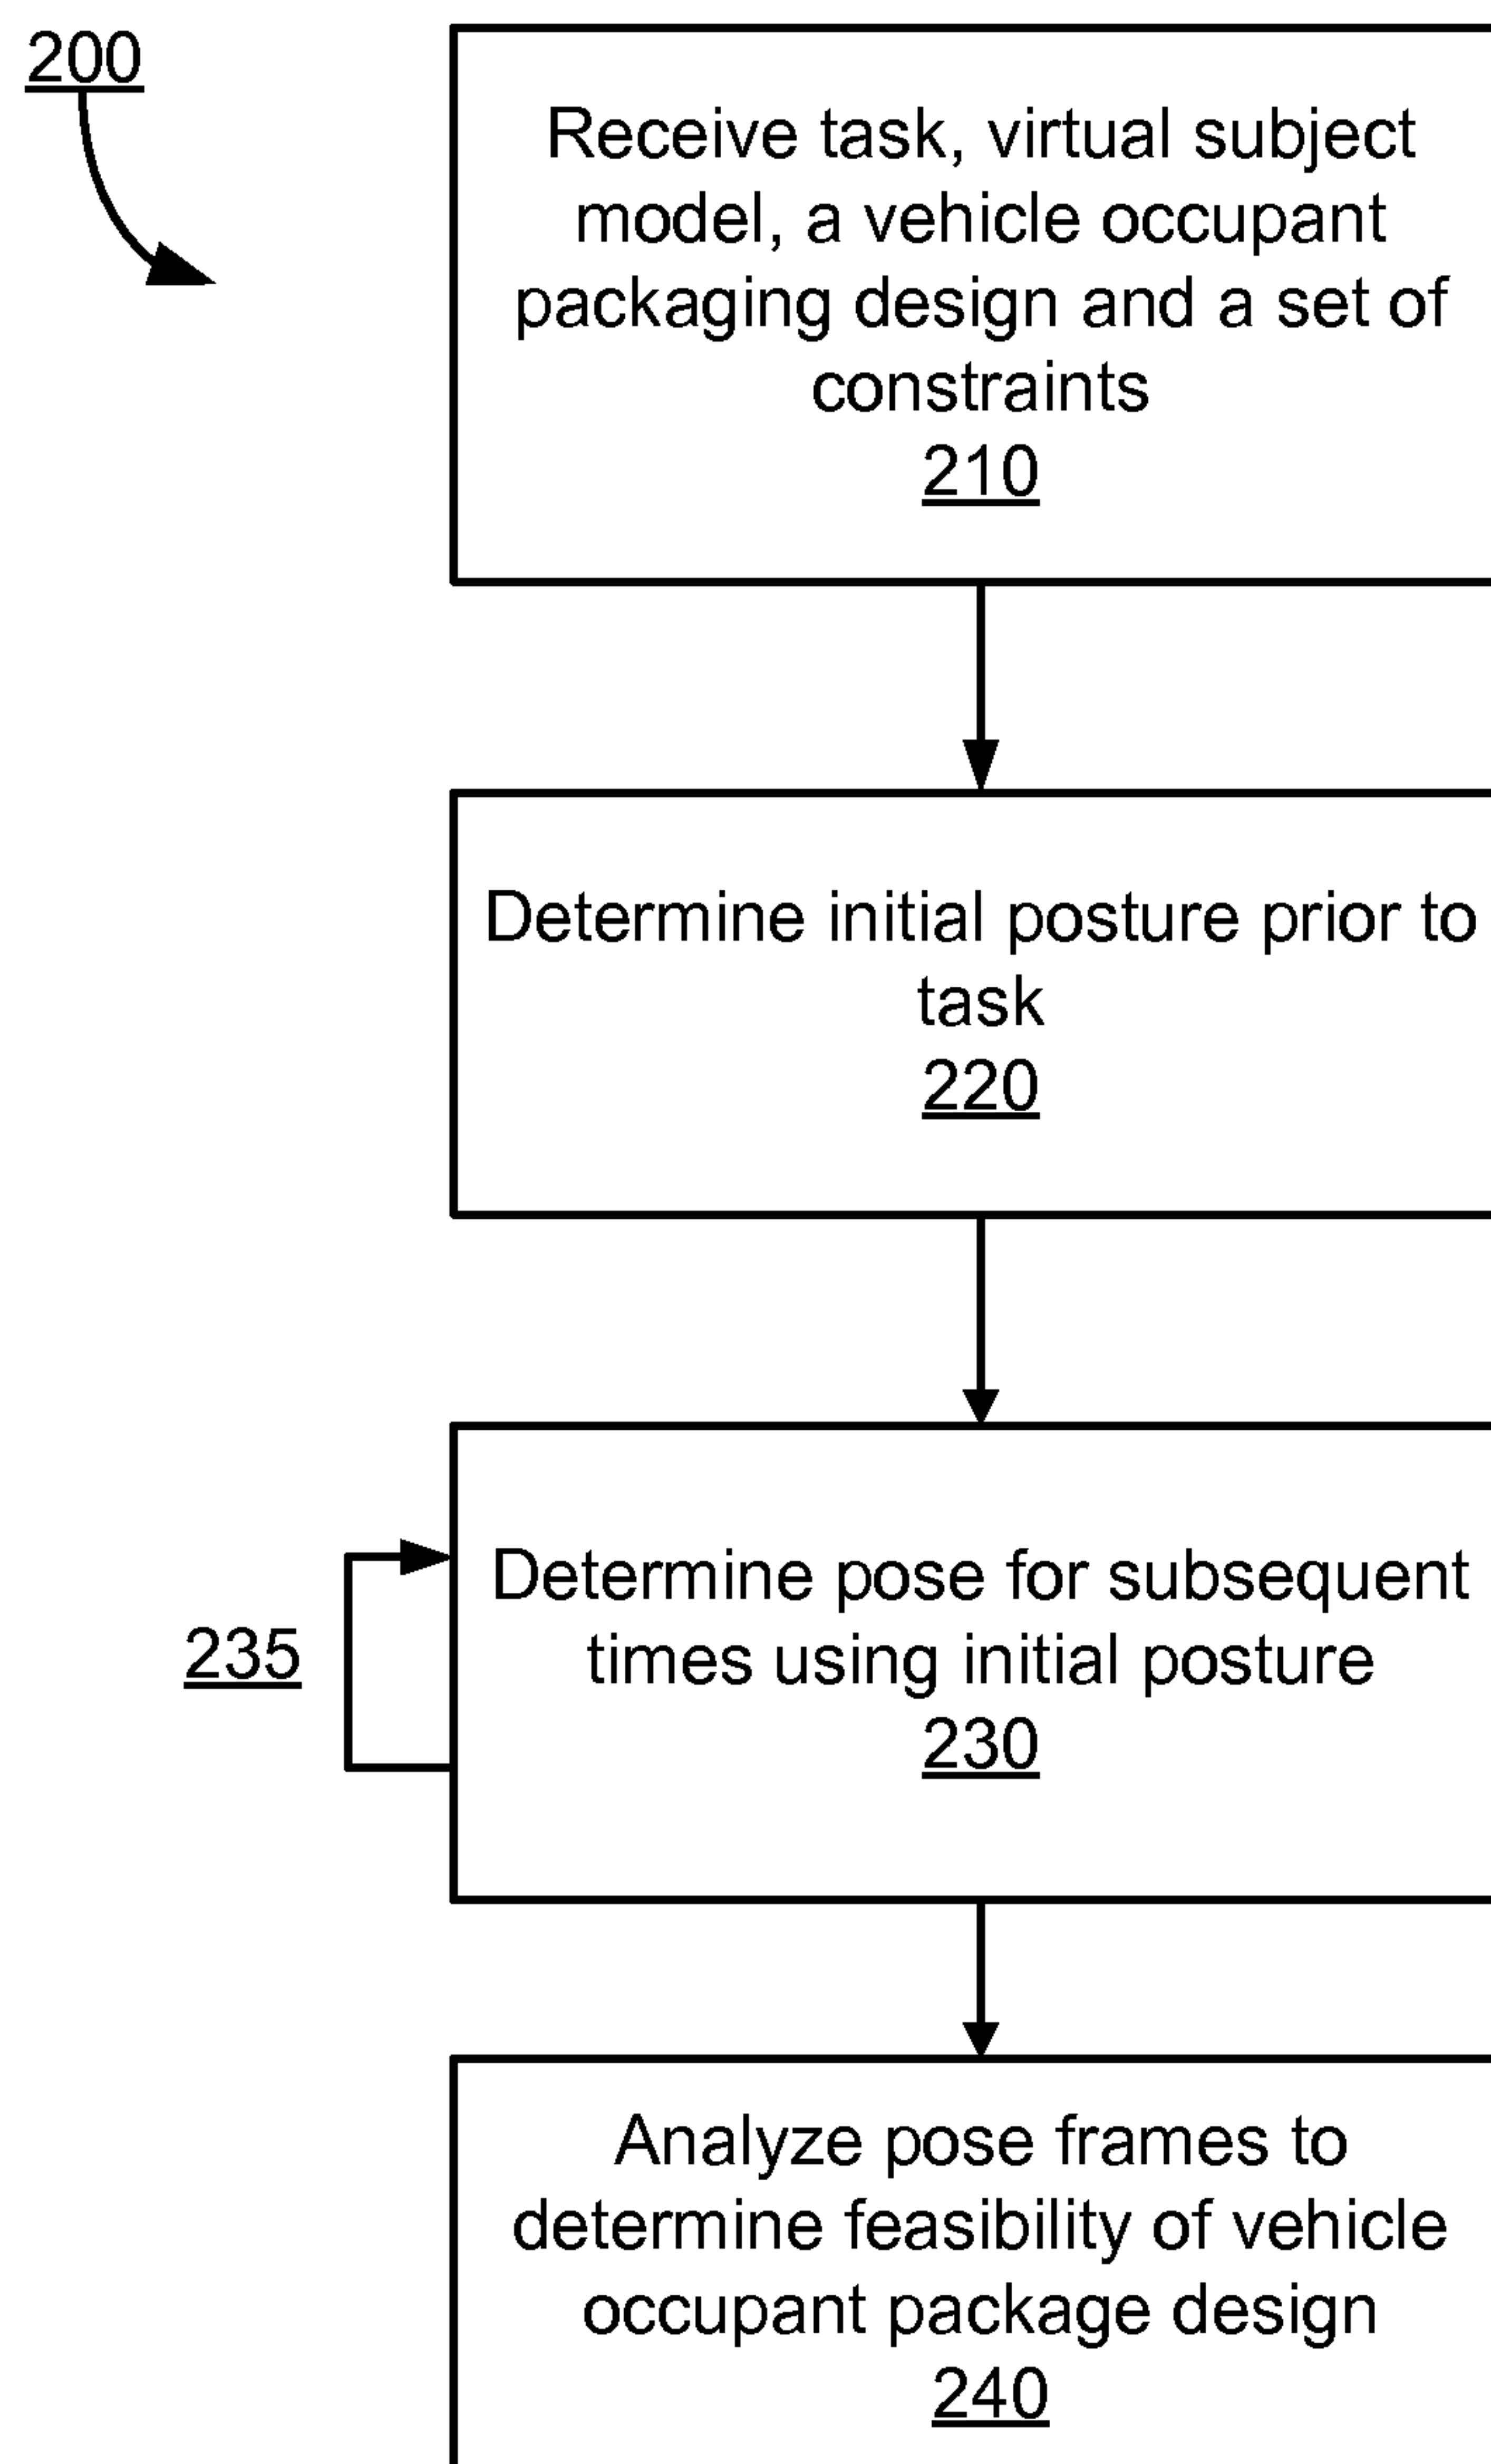 200
Receive task, virtual subject
model, a vehicle occupant
packaging design and a set of
constraints
210
Determine initial posture prior to
task
220
Determine pose for subsequent
times using initial posture
230
235
Analyze pose frames to
determine feasibility of vehicle
occupant package design
240